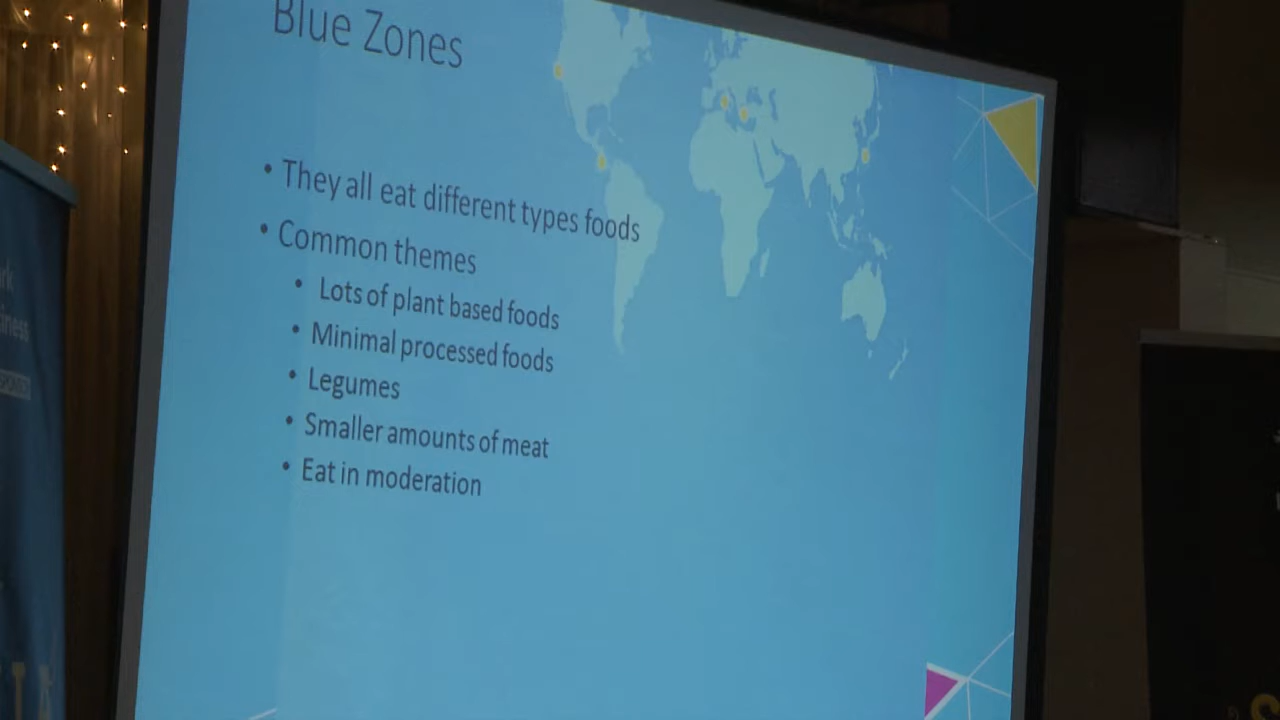 Blue Zones
• They all eat different types foods
• Common themes
• Lots of plant based foods
• Minimal processed foods
• Legumes
• Smaller amounts of meat
• Eat in moderation